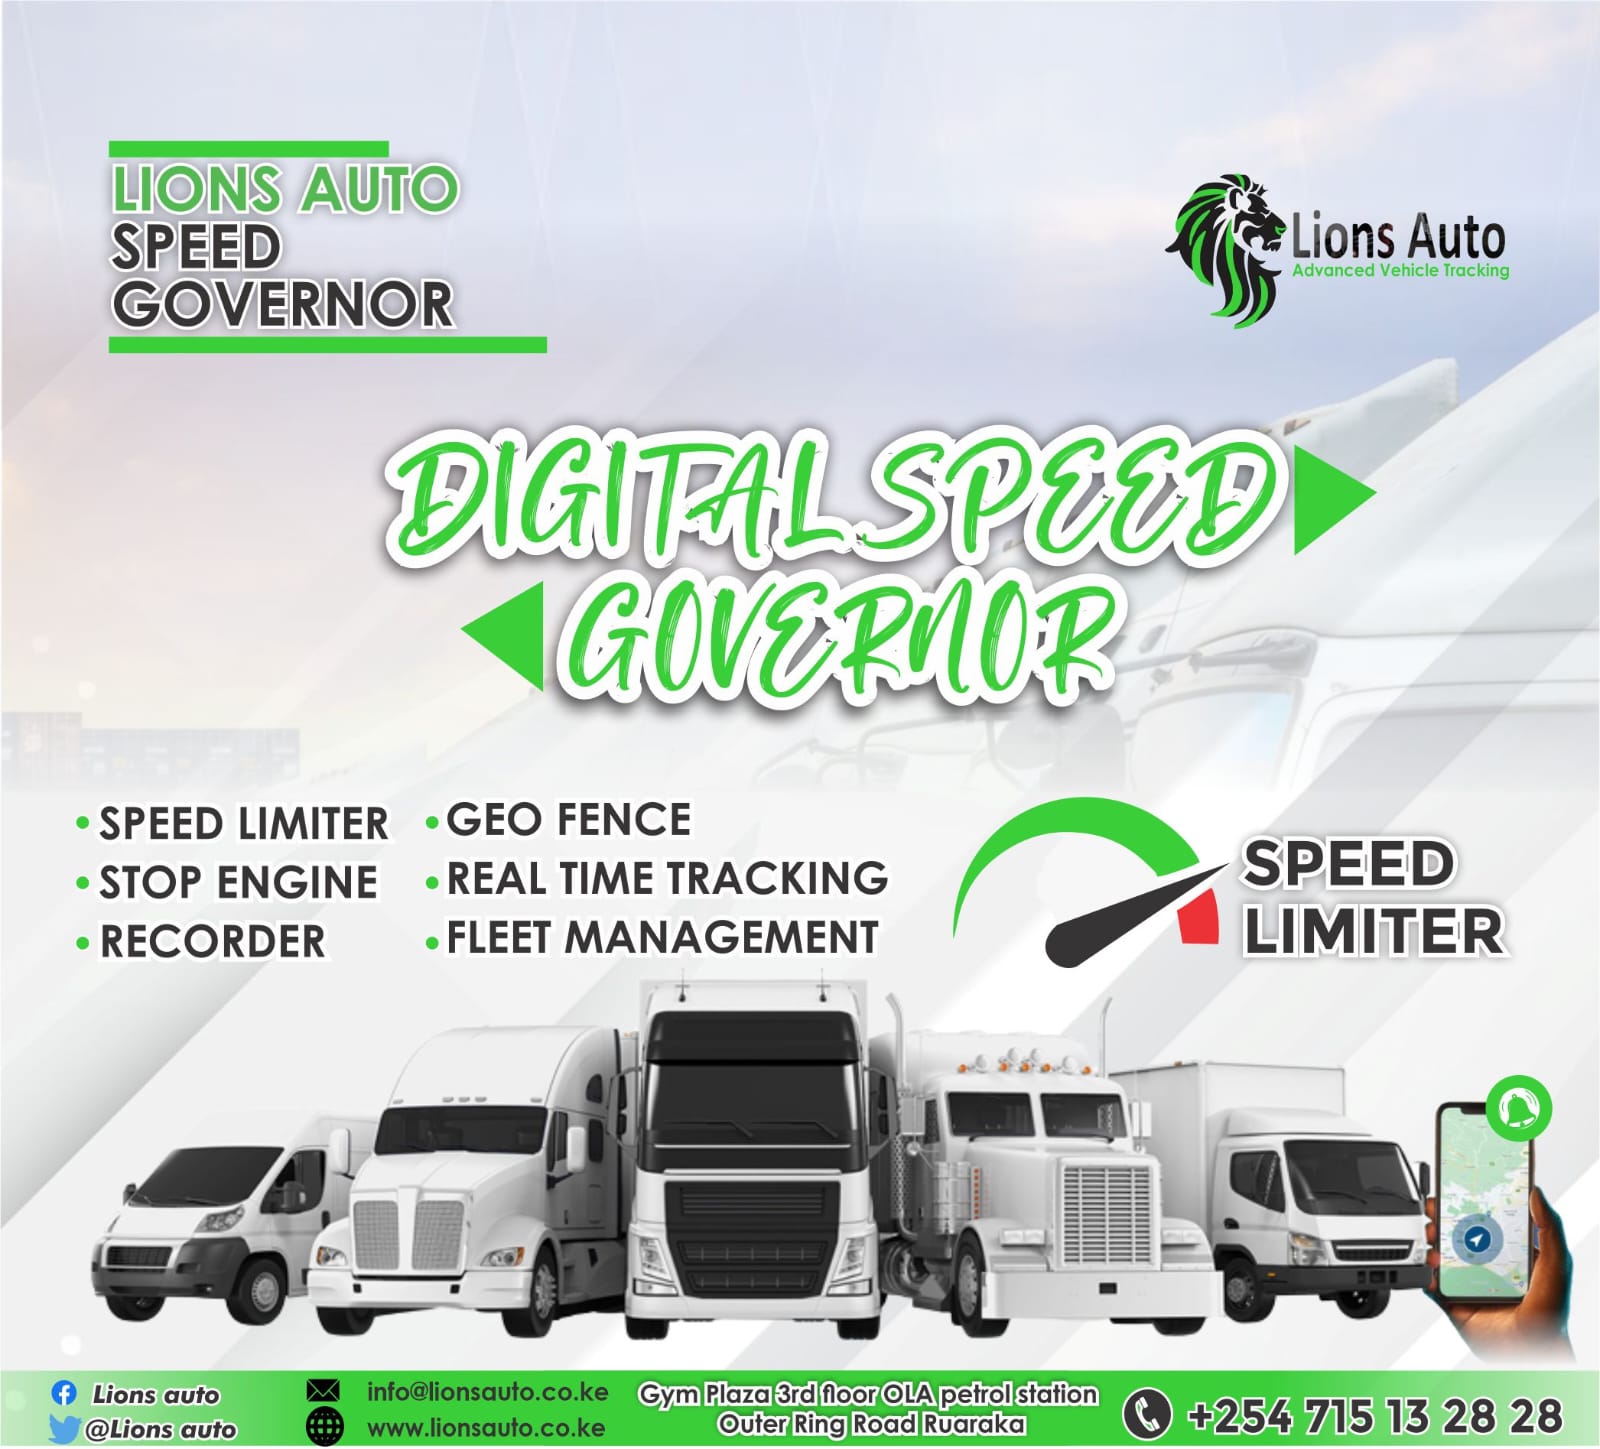 LIONS AUTO
SPEED
GOVERNOR
Lions Auto
Advanced Vehicle Tracking
DIGITAL SPEED
GOVERNOR
• SPEED LIMITER
• STOP ENGINE
• RECORDER
• GEO FENCE
• REAL TIME TRACKING
• FLEET MANAGEMENT
SPEED
LIMITER
Lions auto
@Lions auto
info@lionsauto.co.ke
www.lionsauto.co.ke
Gym Plaza 3rd floor OLA petrol station
Outer Ring Road Ruaraka
+254 715 13 28 28